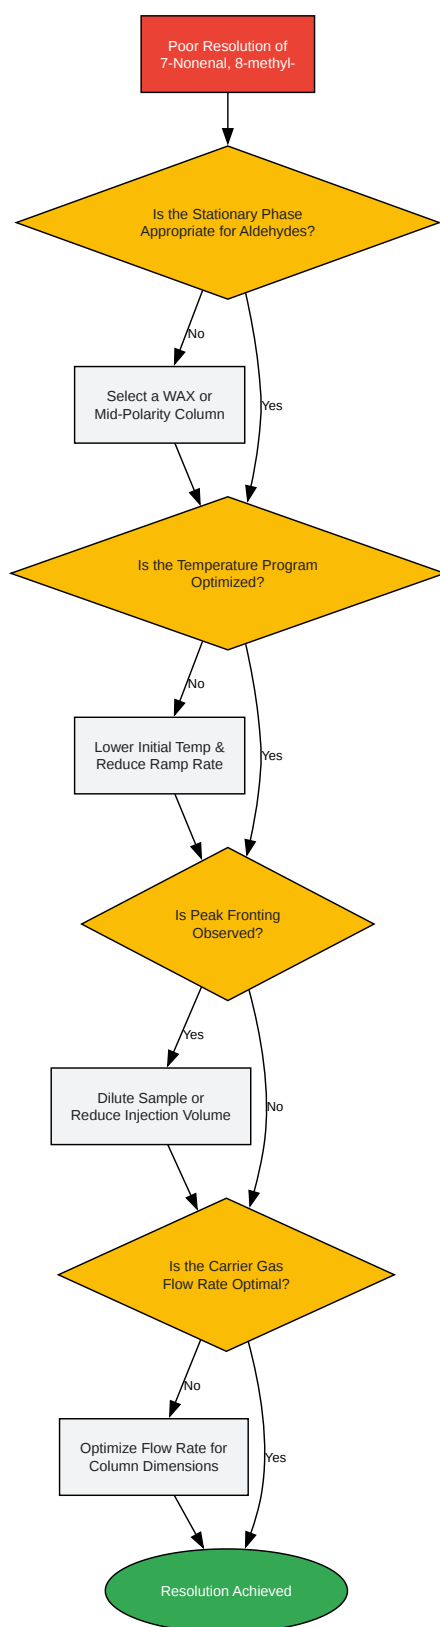 Poor Resolution of
7-Nonenal, 8-methyl-
Is the Stationary Phase
Appropriate for Aldehydes?
No
Yes
Select a WAX or
Mid-Polarity Column
Is the Temperature Program
Optimized?
No
Yes
Lower Initial Temp &
Reduce Ramp Rate
Is Peak Fronting
Observed?
Yes
No
Dilute Sample or
Reduce Injection Volume
Is the Carrier Gas
Flow Rate Optimal?
No
Yes
Optimize Flow Rate for
Column Dimensions
Resolution Achieved